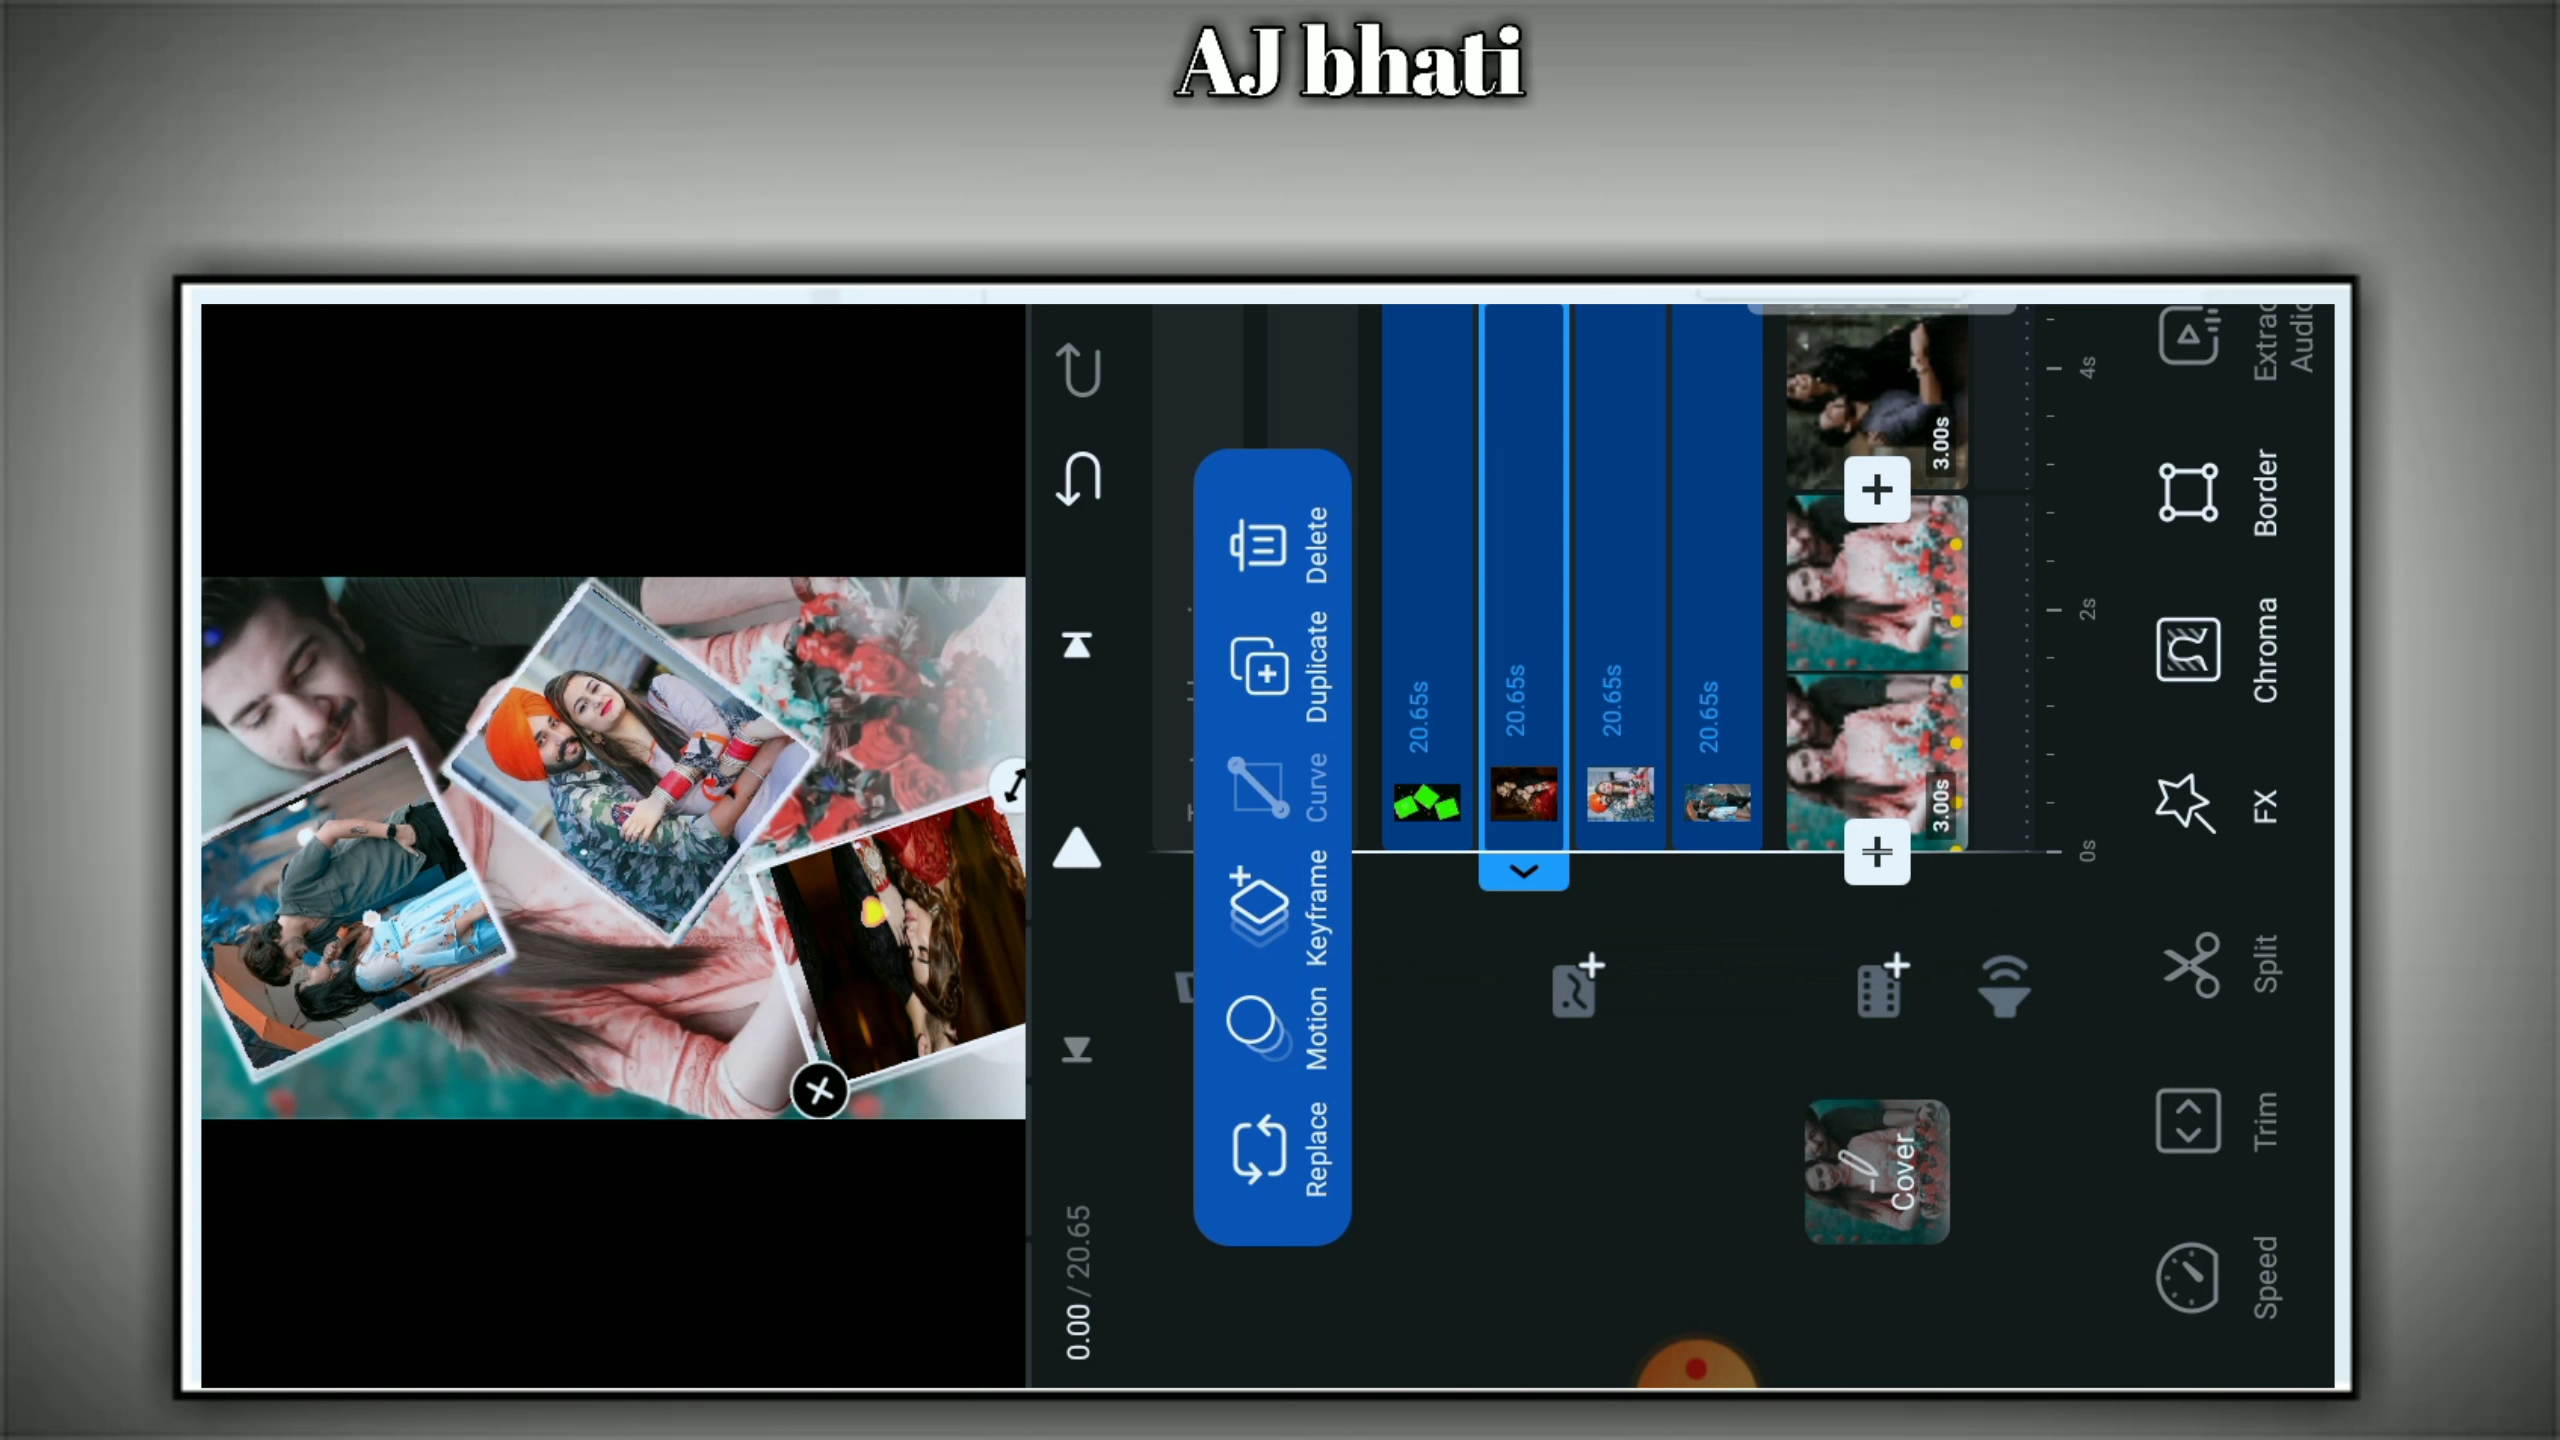 AJ bhati
0.00 / 20.65
Replace
Motion
Keyframe
Curve
Duplicate
Delete
20.65s
20.65s
20.65s
20.65s
Cover
3.00s
3.00s
0s
2s
4s
Speed
Trim
Split
FX
Chroma
Border
Extrac
Audio